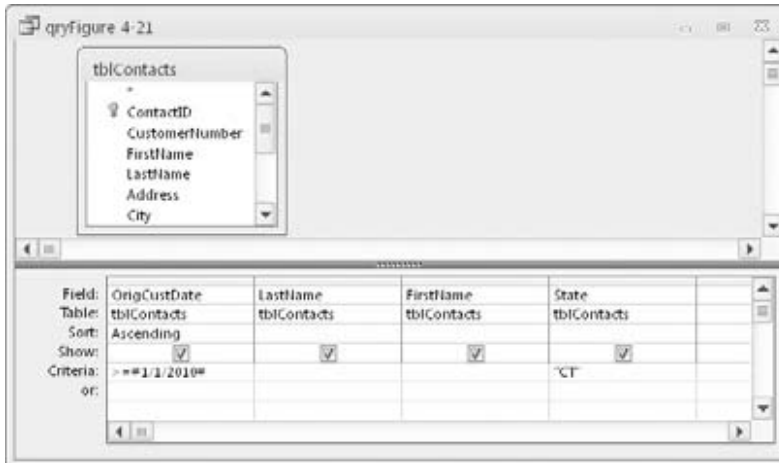 qryFigure 4-21
tblContacts
*
ContactID
CustomerNumber
FirstName
LastName
Address
City
Field: OrigCustDate LastName FirstName State
Table: tblContacts tblContacts tblContacts tblContacts
Sort: Ascending
Show:
Criteria: >=#1/1/2010# "CT"
or: